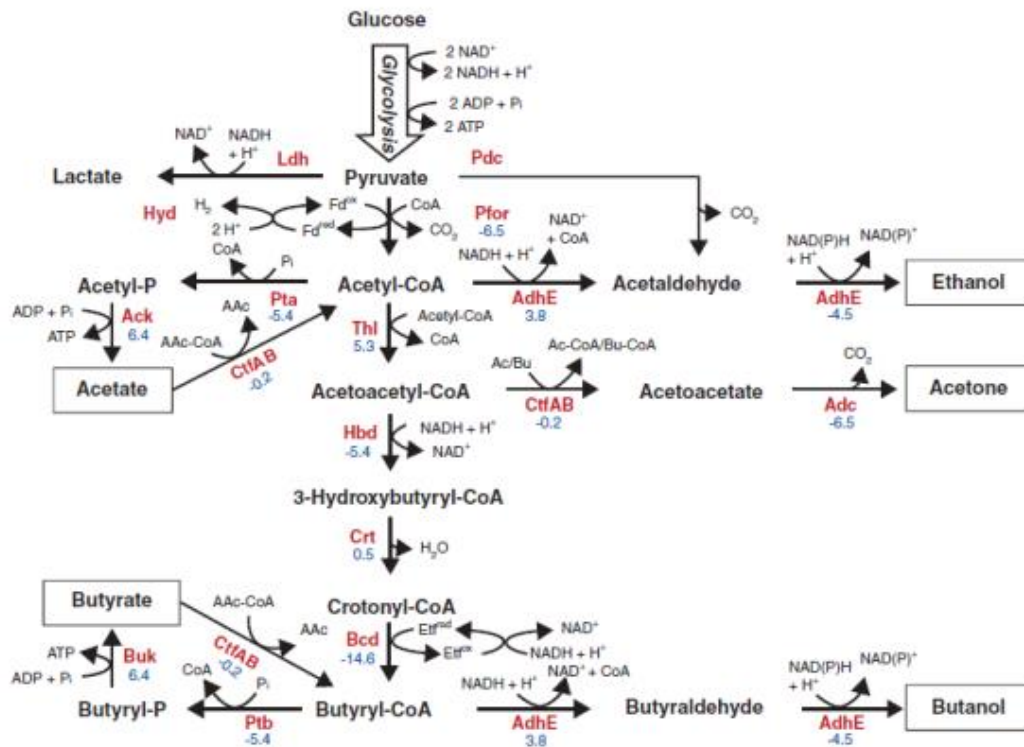 Glucose
Glycolysis
2 NAD⁺
2 NADH + H⁺
2 ADP + Pi
2 ATP
NAD⁺ NADH + H⁺
Ldh
Pdc
Lactate
Pyruvate
Hyd
H₂
2 H⁺
Fd^ox
Fd^red
CoA
CO₂
Pfor
-6.5
CO₂
NADH + H⁺
NAD⁺ + CoA
NAD(P)H + H⁺
NAD(P)⁺
CoA
Pi
Acetyl-P
Pta
-5.4
Acetyl-CoA
AdhE
3.8
Acetaldehyde
AdhE
-4.5
Ethanol
ADP + Pi
ATP
Ack
6.4
AAc-CoA
AAc
CtfAB
-0.2
Thl
5.3
Acetyl-CoA
CoA
Acetate
Acetoacetyl-CoA
Ac/Bu
Ac-CoA/Bu-CoA
CtfAB
-0.2
Acetoacetate
CO₂
Adc
-6.5
Acetone
Hbd
-5.4
NADH + H⁺
NAD⁺
3-Hydroxybutyryl-CoA
Crt
0.5
H₂O
Butyrate
AAc-CoA
AAc
CtfAB
-0.2
Crotonyl-CoA
Bcd
-14.6
Etf^red
Etf^ox
NAD⁺
NADH + H⁺
ATP
ADP + Pi
Buk
6.4
CoA
Pi
NADH + H⁺
NAD⁺ + CoA
NAD(P)H + H⁺
NAD(P)⁺
Butyryl-P
Ptb
-5.4
Butyryl-CoA
AdhE
3.8
Butyraldehyde
AdhE
-4.5
Butanol